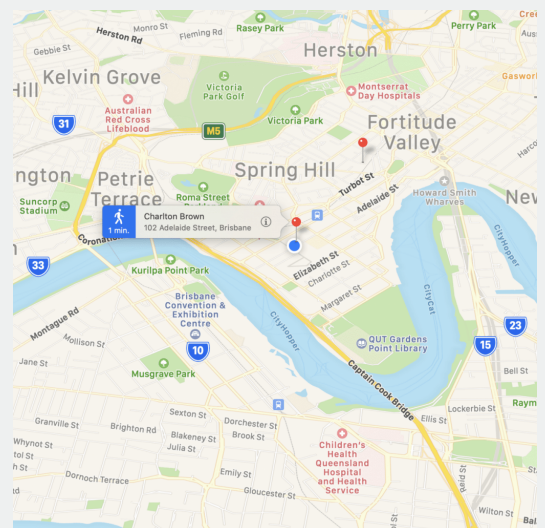 Monro St
Rasey Park
Perry Park
Herston Rd
Fleming Rd
Gebbie St
Herston
Kelvin Grove
Victoria
Park Golf
Montserrat
Day Hospitals
Australian
Red Cross
Lifeblood
Victoria Park
Fortitude
Valley
31
M5
Spring Hill
Petrie
Terrace
Roma Street
Turbot St
Adelaide St
Howard Smith
Wharves
Suncorp
Stadium
1 min.
Charlton Brown
102 Adelaide Street, Brisbane
33
Kurilpa Point Park
Elizabeth St
Charlotte St
Margaret St
CityHopper
CityCat
Brisbane
Convention &
Exhibition
Centre
CityHopper
Montague Rd
Mollison St
10
QUT Gardens
Point Library
23
15
Jane St
Musgrave Park
Captain Cook Bridge
Bell St
Lockerbie St
Ellis St
Sexton St
Dorchester St
Granville St
Brighton Rd
Blakeney St
Brook St
Julia St
Children's
Health
Queensland
Hospital
and Health
Service
Emily St
Dornoch Terrace
Gloucester St
Wilton St